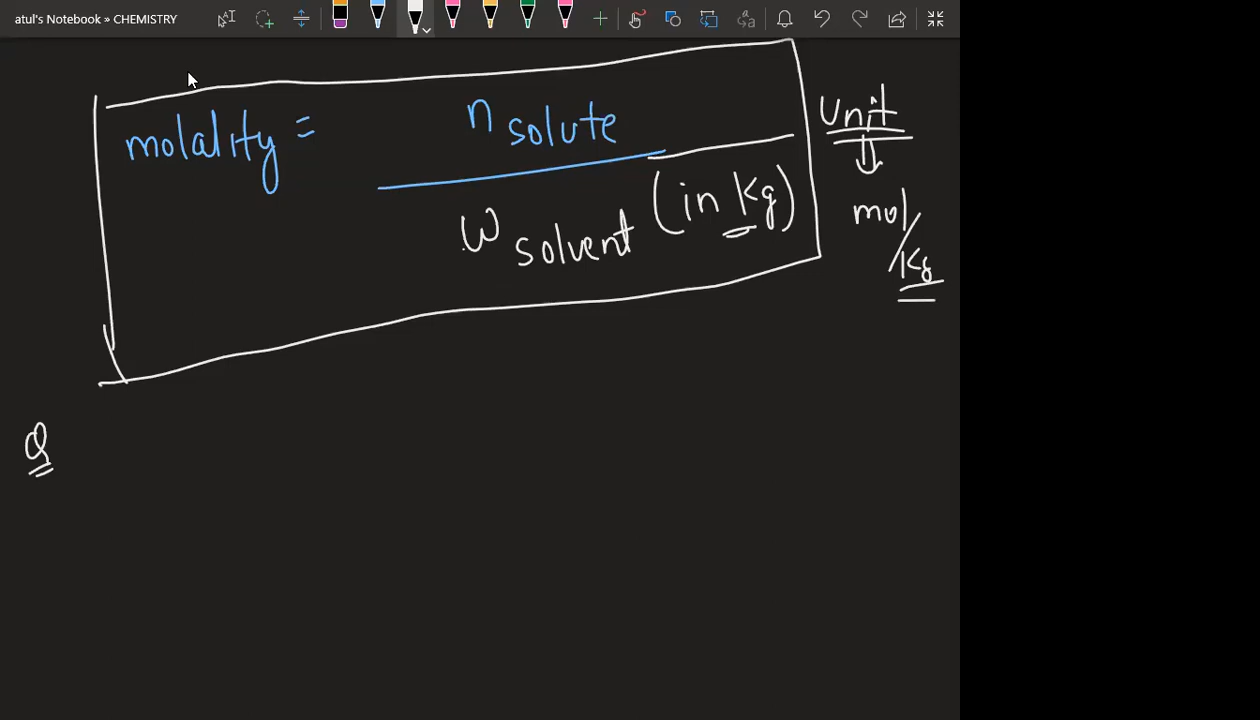 atul's Notebook » CHEMISTRY
molality = n solute
W solvent (in Kg)
Unit
mol/Kg
Q